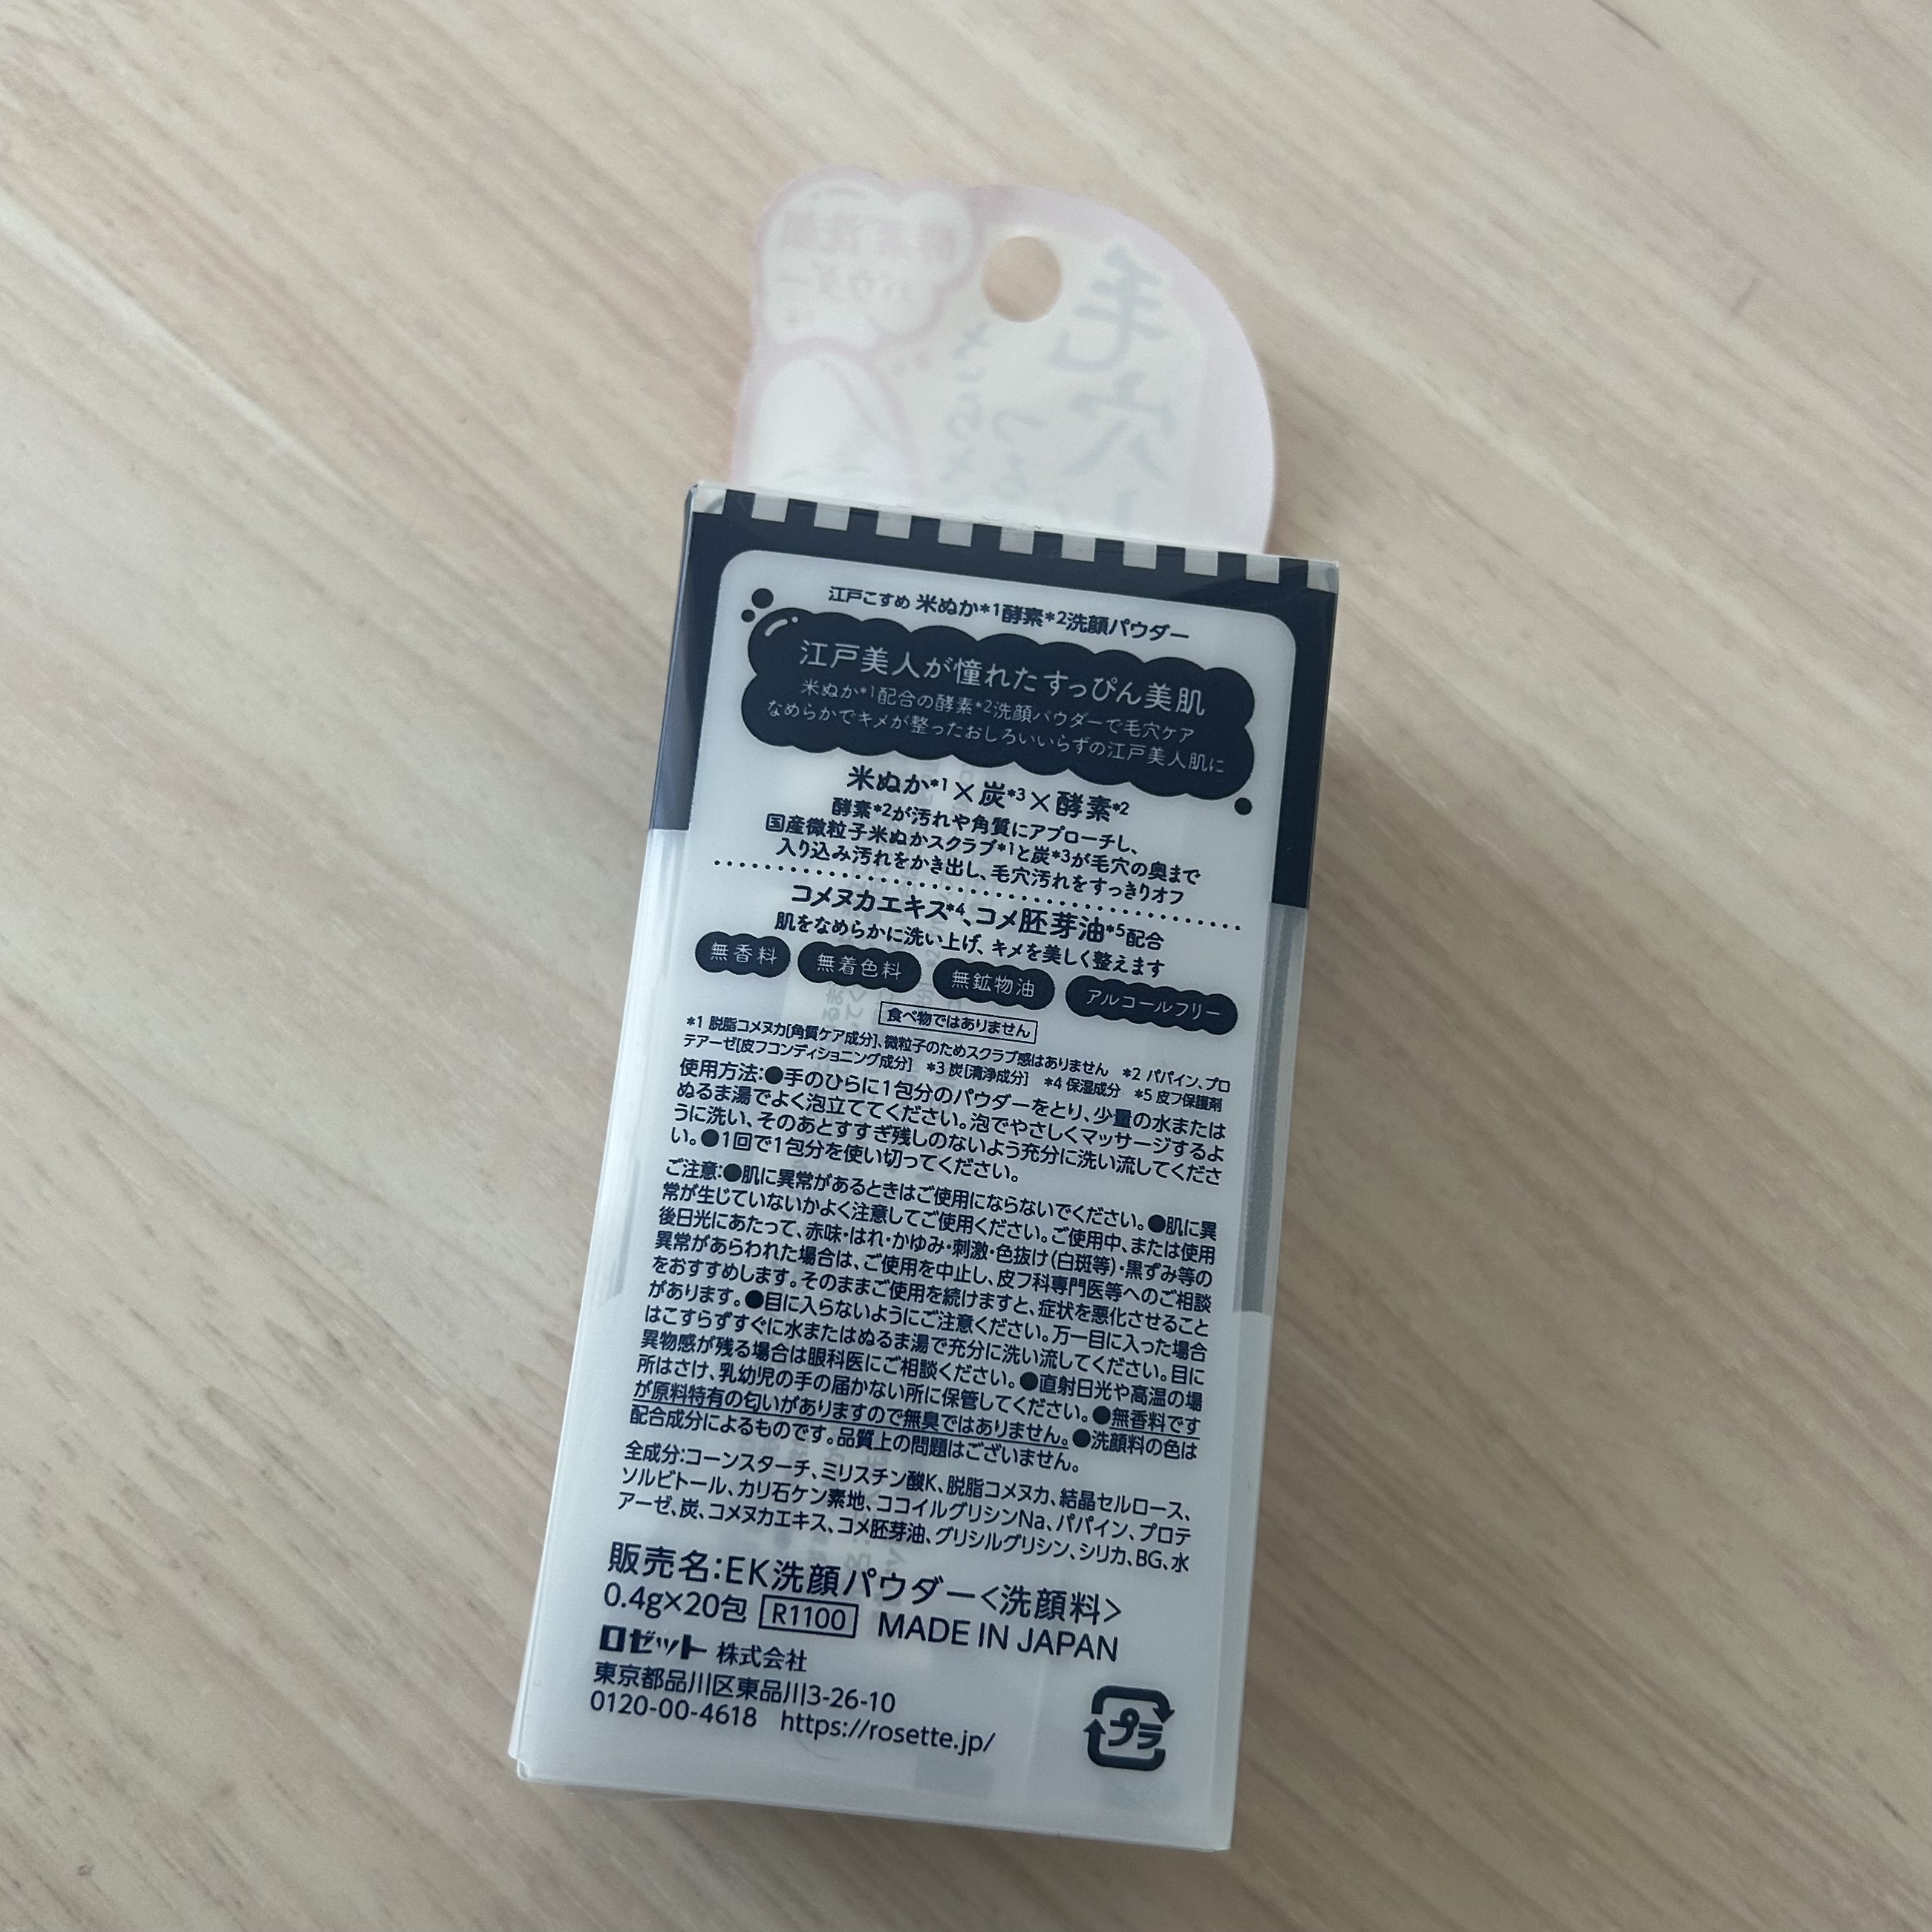 江戸こすめ 米ぬか*1酵素*2洗顔パウダー
江戸美人が憧れたすっぴん美肌
米ぬか*1配合の酵素*2洗顔パウダーで毛穴ケア
なめらかでキメが整ったおしろいいらずの江戸美人肌に
米ぬか*1×炭*3×酵素*2
酵素*2が汚れや角質にアプローチし、
国産微粒子米ぬかスクラブ*1と炭*3が毛穴の奥まで
入り込み汚れをかき出し、毛穴汚れをすっきりオフ
コメヌカエキス*4、コメ胚芽油*5配合
肌をなめらかに洗い上げ、キメを美しく整えます
無香料 無着色料 無鉱物油 アルコールフリー
食べ物ではありません
*1 脱脂コメヌカ[角質ケア成分]、微粒子のためスクラブ感はありません *2 パパイン、プロ
テアーゼ[皮フコンディショニング成分] *3 炭[清浄成分] *4 保湿成分 *5 皮フ保護剤
使用方法:●手のひらに1包分のパウダーをとり、少量の水または
ぬるま湯でよく泡立ててください。泡でやさしくマッサージするよ
うに洗い、そのあとすすぎ残しのないよう充分に洗い流してくださ
い。●1回で1包分を使い切ってください。
ご注意:●肌に異常があるときはご使用にならないでください。●肌に異
常が生じていないかよく注意してご使用ください。ご使用中、または使用
後日光にあたって、赤味・はれ・かゆみ・刺激・色抜け(白斑等)・黒ずみ等の
異常があらわれた場合は、ご使用を中止し、皮フ科専門医等へのご相談
をおすすめします。そのままご使用を続けますと、症状を悪化させること
があります。●目に入らないようにご注意ください。万一目に入った場合
はこすらずすぐに水またはぬるま湯で充分に洗い流してください。目に
異物感が残る場合は眼科医にご相談ください。●直射日光や高温の場
所はさけ、乳幼児の手の届かない所に保管してください。●無香料です
が原料特有の匂いがありますので無臭ではありません。●洗顔料の色は
配合成分によるものです。品質上の問題はございません。
全成分:コーンスターチ、ミリスチン酸K、脱脂コメヌカ、結晶セルロース、
ソルビトール、カリ石ケン素地、ココイルグリシンNa、パパイン、プロテ
アーゼ、炭、コメヌカエキス、コメ胚芽油、グリシルグリシン、シリカ、BG、水
販売名:EK洗顔パウダー<洗顔料>
0.4g×20包 R1100 MADE IN JAPAN
ロゼット 株式会社
東京都品川区東品川3-26-10
0120-00-4618 https://rosette.jp/
プラ